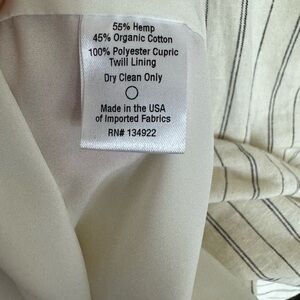 55% Hemp
45% Organic Cotton
100% Polyester Cupric
Twill Lining
Dry Clean Only
Made in the USA
of Imported Fabrics
RN# 134922